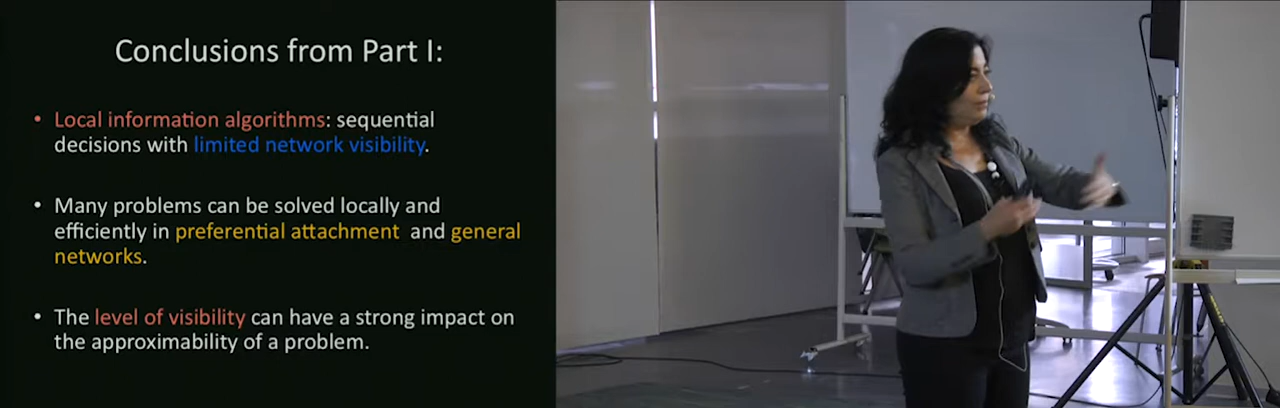 Conclusions from Part I:
• Local information algorithms: sequential
decisions with limited network visibility.
• Many problems can be solved locally and
efficiently in preferential attachment and general
networks.
• The level of visibility can have a strong impact on
the approximability of a problem.